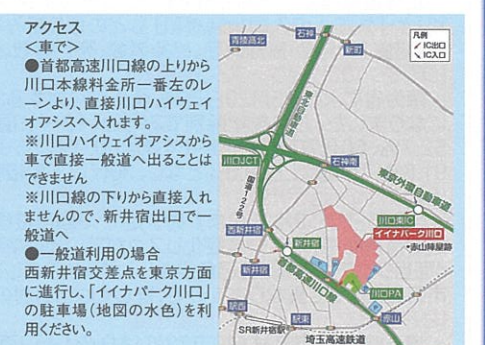 アクセス
<車で>
●首都高速川口線の上りから
川口本線料金所一番左のレ
ーンより、直接川口ハイウェイ
オアシスへ入れます。
※川口ハイウェイオアシスから
車で直接一般道へ出ることは
できません
※川口線の下りから直接入れ
ませんので、新井宿出口で一
般道へ
●一般道利用の場合
西新井宿交差点を東京方面
に進行し、「イイナパーク川口」
の駐車場(地図の水色)を利
用ください。
凡例
IC出口
IC入口
石神
青陵高北
新町
東北自動車道
川口JCT
石神南
東京外環自動車道
国道122号
川口東IC
イイナパーク川口
赤山陣屋跡
西新井宿
新井宿
新井宿
首都高速川口線
川口PA
駅西
駅東
赤山
SR新井宿駅
埼玉高速鉄道